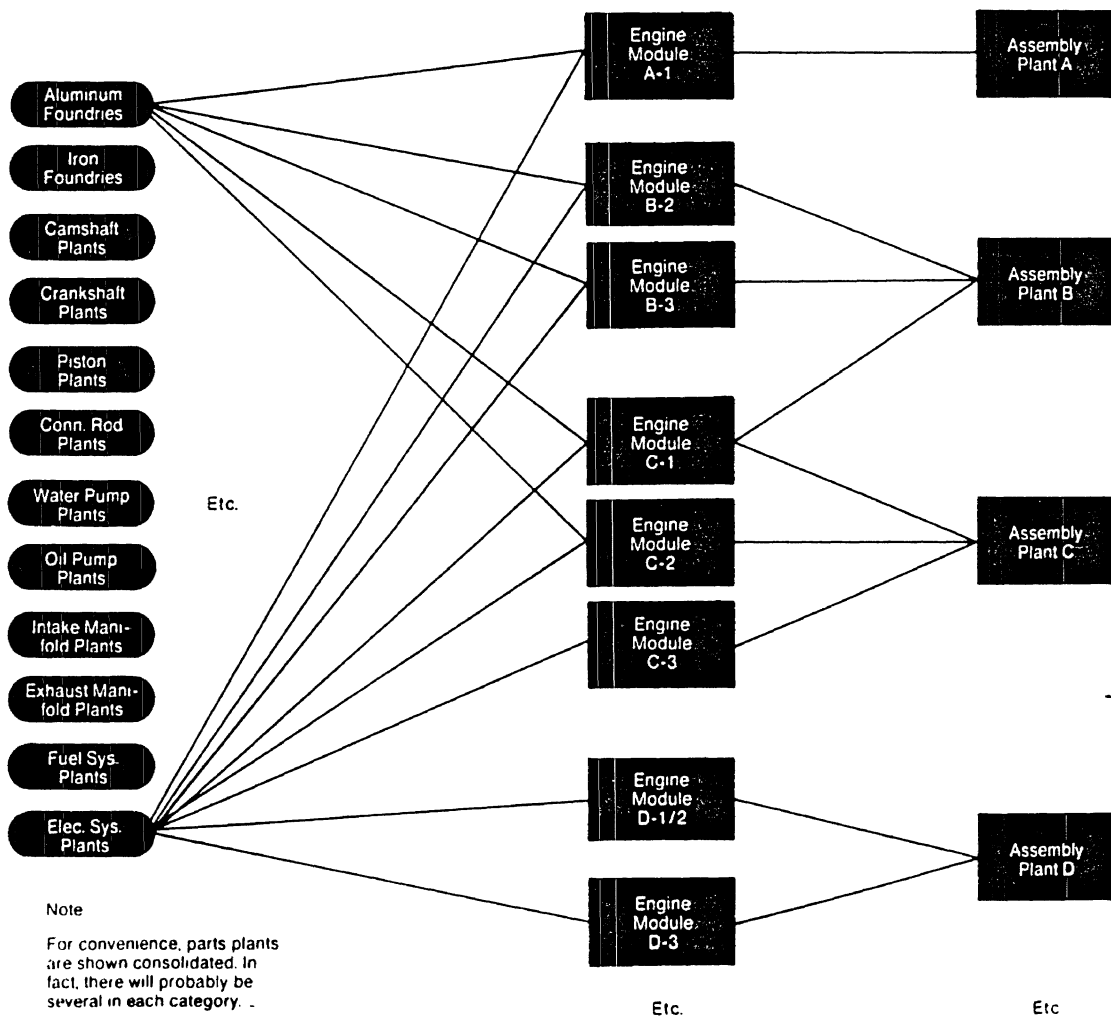 Aluminum
Foundries
Iron
Foundries
Camshaft
Plants
Crankshaft
Plants
Piston
Plants
Conn. Rod
Plants
Water Pump
Plants
Oil Pump
Plants
Intake Mani-
fold Plants
Exhaust Mani-
fold Plants
Fuel Sys.
Plants
Elec. Sys.
Plants
Etc.
Engine
Module
A-1
Engine
Module
B-2
Engine
Module
B-3
Engine
Module
C-1
Engine
Module
C-2
Engine
Module
C-3
Engine
Module
D-1/2
Engine
Module
D-3
Etc.
Assembly
Plant A
Assembly
Plant B
Assembly
Plant C
Assembly
Plant D
Etc
Note
For convenience, parts plants
are shown consolidated. In
fact, there will probably be
several in each category.